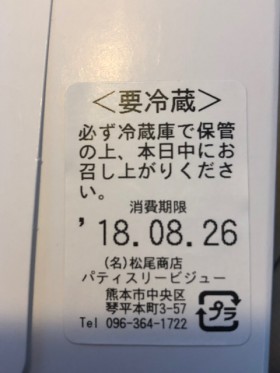 ＜要冷蔵＞
必ず冷蔵庫で保管
の上、本日中にお
召し上がりくださ
い。
消費期限
'18.08.26
(名)松尾商店
パティスリービジュー
熊本市中央区
琴平本町3-57
Tel 096-364-1722
プラ